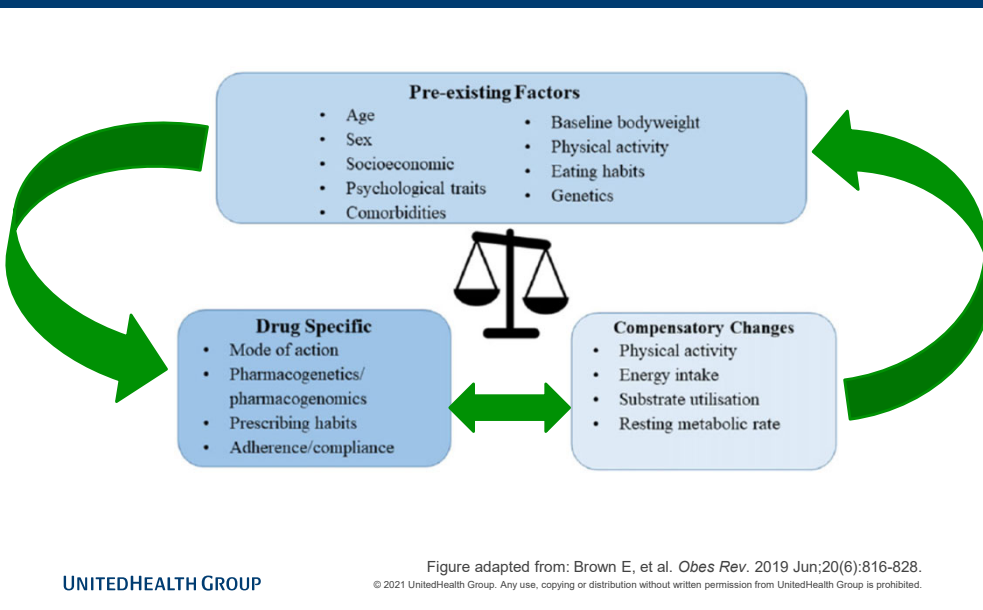 Pre-existing Factors
• Age
• Sex
• Socioeconomic
• Psychological traits
• Comorbidities
• Baseline bodyweight
• Physical activity
• Eating habits
• Genetics
Drug Specific
• Mode of action
• Pharmacogenetics/
pharmacogenomics
• Prescribing habits
• Adherence/compliance
Compensatory Changes
• Physical activity
• Energy intake
• Substrate utilisation
• Resting metabolic rate
Figure adapted from: Brown E, et al. Obes Rev. 2019 Jun;20(6):816-828.
UNITEDHEALTH GROUP
© 2021 UnitedHealth Group. Any use, copying or distribution without written permission from UnitedHealth Group is prohibited.